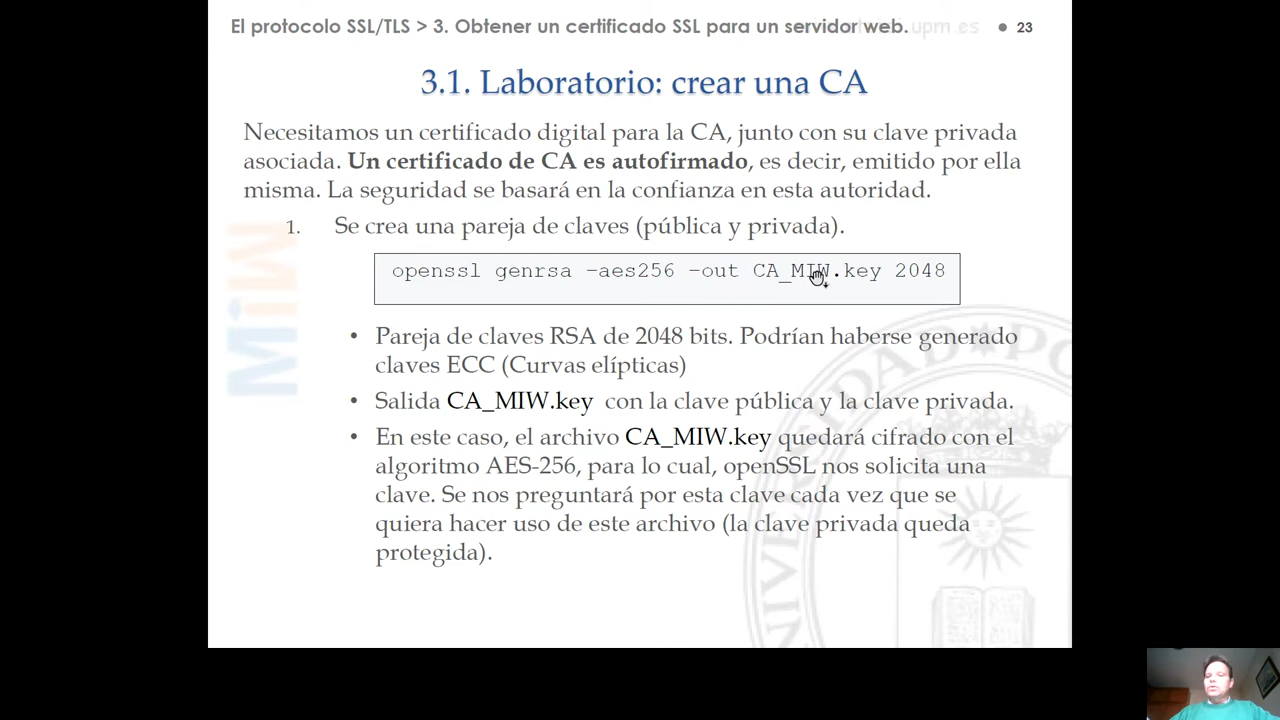 El protocolo SSL/TLS > 3. Obtener un certificado SSL para un servidor web.
upm.es
• 23
3.1. Laboratorio: crear una CA
Necesitamos un certificado digital para la CA, junto con su clave privada
asociada. Un certificado de CA es autofirmado, es decir, emitido por ella
misma. La seguridad se basará en la confianza en esta autoridad.
1. Se crea una pareja de claves (pública y privada).
openssl genrsa –aes256 –out CA_MIW.key 2048
• Pareja de claves RSA de 2048 bits. Podrían haberse generado
claves ECC (Curvas elípticas)
• Salida CA_MIW.key con la clave pública y la clave privada.
• En este caso, el archivo CA_MIW.key quedará cifrado con el
algoritmo AES-256, para lo cual, openSSL nos solicita una
clave. Se nos preguntará por esta clave cada vez que se
quiera hacer uso de este archivo (la clave privada queda
protegida).
MiW
UNIVERSIDAD PO